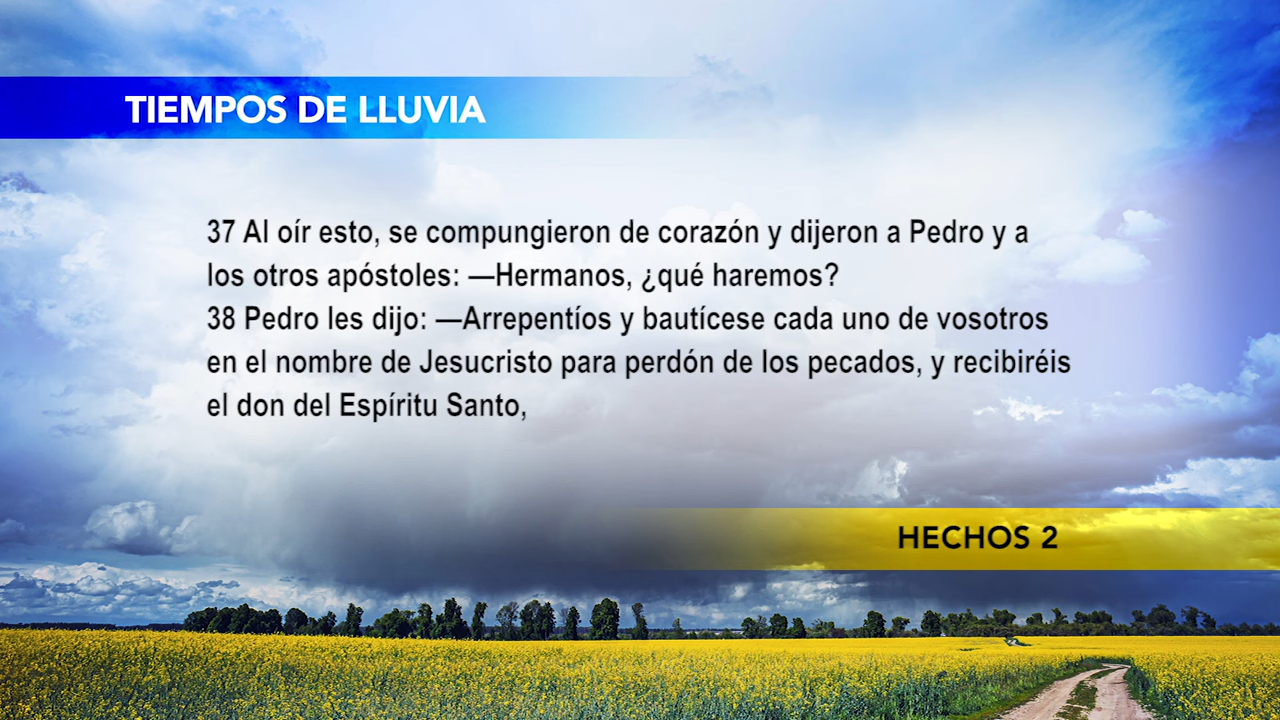 TIEMPOS DE LLUVIA
37 Al oír esto, se compungieron de corazón y dijeron a Pedro y a
los otros apóstoles: —Hermanos, ¿qué haremos?
38 Pedro les dijo: —Arrepentíos y bautícese cada uno de vosotros
en el nombre de Jesucristo para perdón de los pecados, y recibiréis
el don del Espíritu Santo,
HECHOS 2